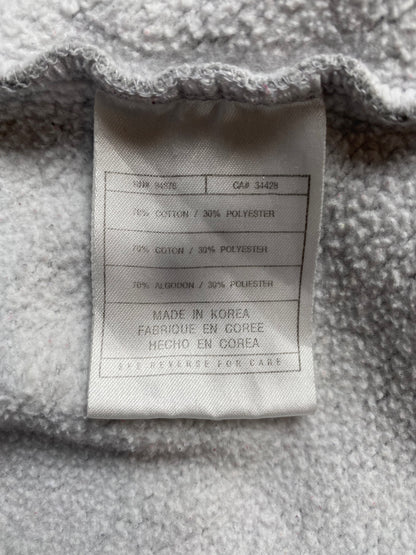 RN# 94976 CA# 34428
70% COTTON / 30% POLYESTER
70% COTON / 30% POLYESTER
70% ALGODON / 30% POLIESTER
MADE IN KOREA
FABRIQUE EN COREE
HECHO EN COREA
SEE REVERSE FOR CARE